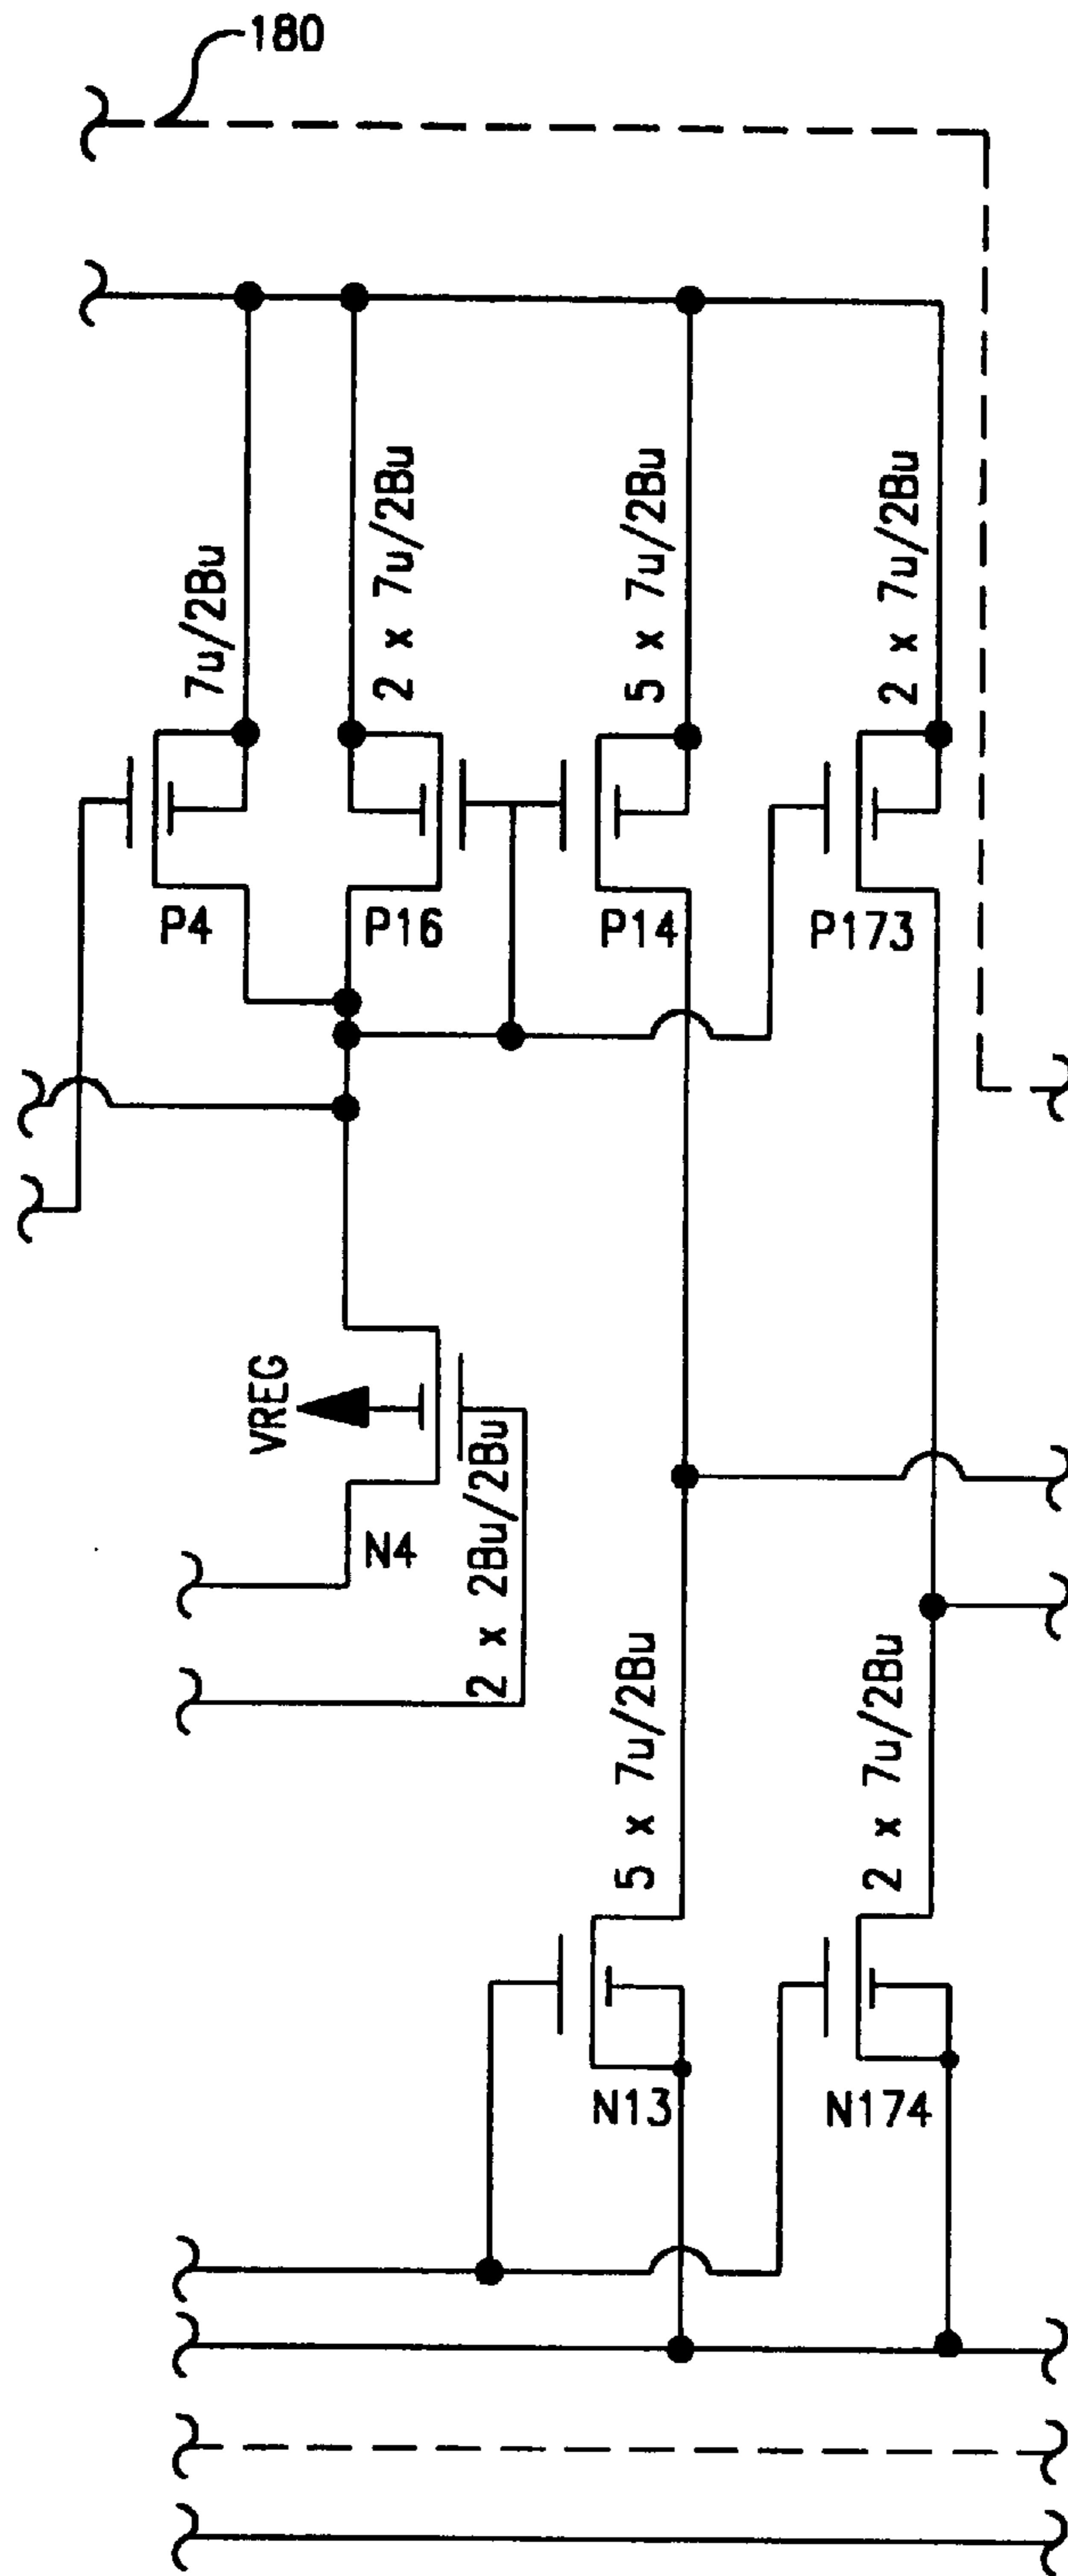 180
7u/2Bu
2 x 7u/2Bu
5 x 7u/2Bu
2 x 7u/2Bu
P4
P16
P14
P173
VREG
N4
2 x 2Bu/2Bu
5 x 7u/2Bu
2 x 7u/2Bu
N13
N174